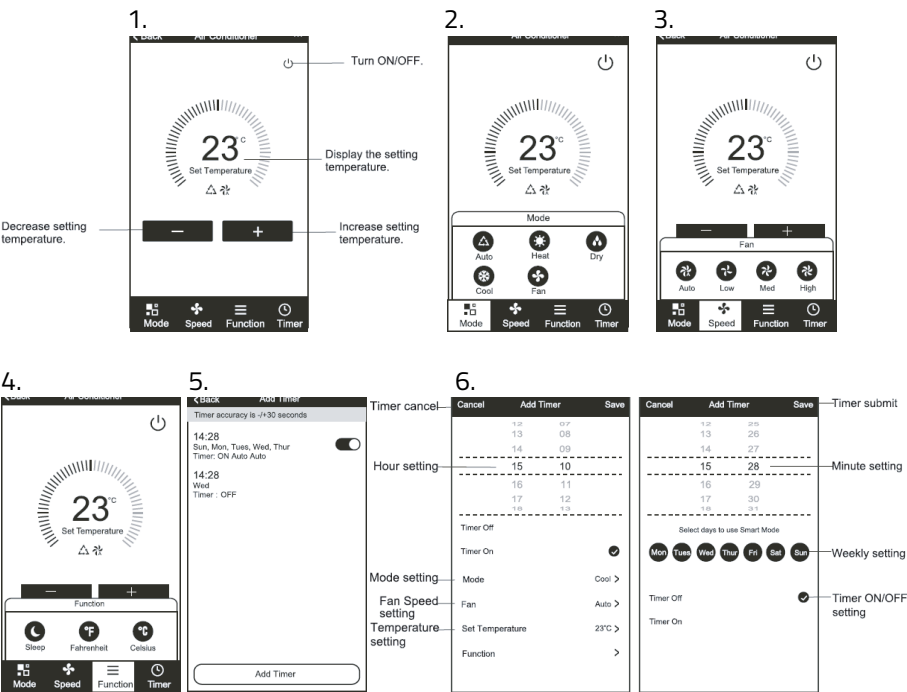 1.
Back Air Conditioner
Turn ON/OFF.
23°C
Set Temperature
Display the setting
temperature.
Decrease setting
temperature.
− +
Increase setting
temperature.
Mode Speed Function Timer
2.
Air Conditioner
23°C
Set Temperature
Mode
Auto Heat Dry
Cool Fan
Mode Speed Function Timer
3.
Back Air Conditioner
23°C
Set Temperature
− +
Fan
Auto Low Med High
Mode Speed Function Timer
4.
Back Air Conditioner
23°C
Set Temperature
− +
Function
°F °C
Sleep Fahrenheit Celsius
Mode Speed Function Timer
5.
<Back Add Timer
Timer accuracy is -/+30 seconds
14:28
Sun, Mon, Tues, Wed, Thur
Timer: ON Auto Auto
14:28
Wed
Timer : OFF
Add Timer
6.
Timer cancel
Cancel Add Timer Save
12 07
13 08
14 09
Hour setting
15 10
16 11
17 12
18 13
Timer Off
Timer On
Mode setting
Mode Cool >
Fan Speed
setting
Fan Auto >
Temperature
setting
Set Temperature 23°C >
Function >
Cancel Add Timer Save
Timer submit
12 25
13 26
14 27
15 28
Minute setting
16 29
17 30
18 31
Select days to use Smart Mode
Mon Tues Wed Thur Fri Sat Sun
Weekly setting
Timer Off
Timer ON/OFF
setting
Timer On